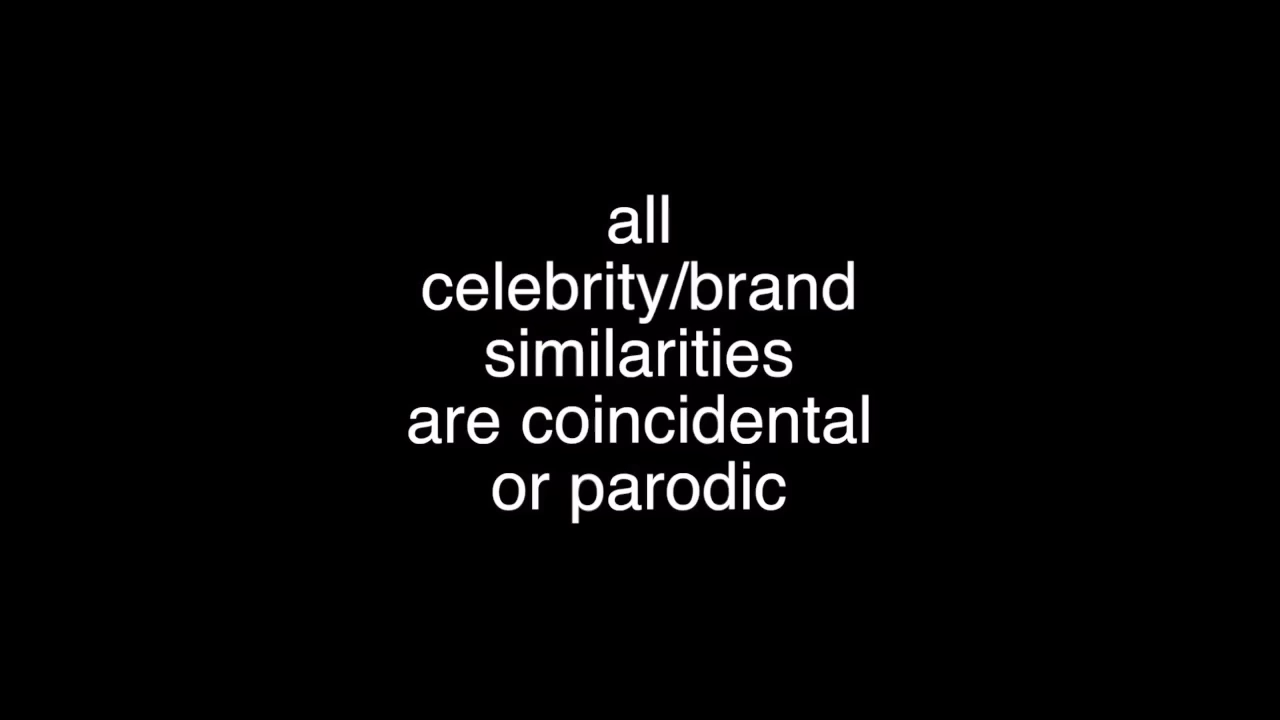 all
celebrity/brand
similarities
are coincidental
or parodic